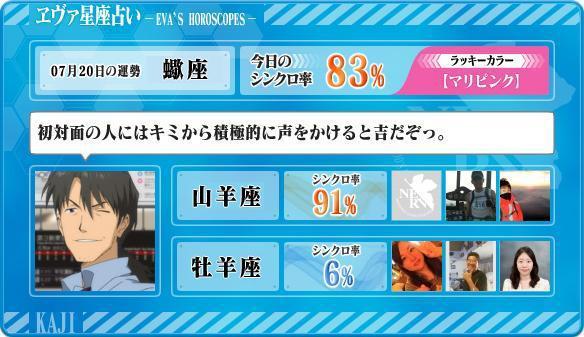 ヱヴァ星座占い －EVA`S HOROSCOPES－
07月20日の運勢 蠍座
今日の
シンクロ率 83%
ラッキーカラー
【マリピンク】
初対面の人にはキミから積極的に声をかけると吉だぞっ。
山羊座
シンクロ率
91%
NERV
牡羊座
シンクロ率
6%
KAJI